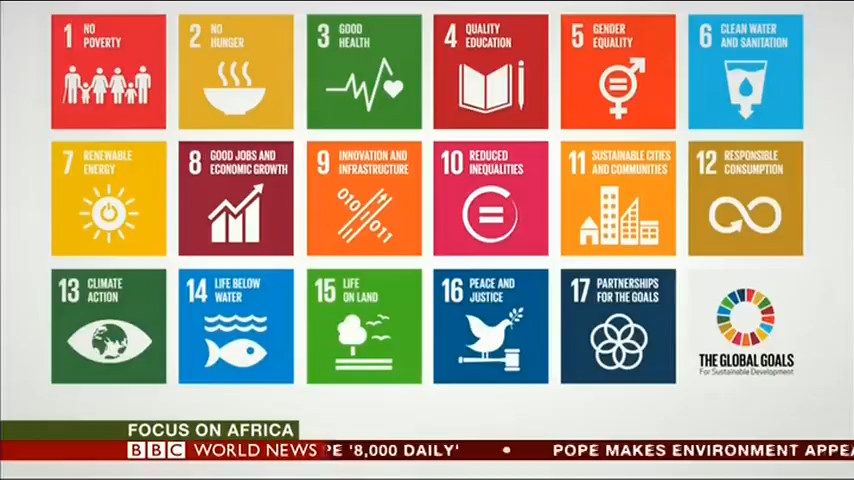 1 NO POVERTY
2 NO HUNGER
3 GOOD HEALTH
4 QUALITY EDUCATION
5 GENDER EQUALITY
6 CLEAN WATER AND SANITATION
7 RENEWABLE ENERGY
8 GOOD JOBS AND ECONOMIC GROWTH
9 INNOVATION AND INFRASTRUCTURE
010
011
10 REDUCED INEQUALITIES
11 SUSTAINABLE CITIES AND COMMUNITIES
12 RESPONSIBLE CONSUMPTION
13 CLIMATE ACTION
14 LIFE BELOW WATER
15 LIFE ON LAND
16 PEACE AND JUSTICE
17 PARTNERSHIPS FOR THE GOALS
THE GLOBAL GOALS
For Sustainable Development
FOCUS ON AFRICA
BBC WORLD NEWS PE '8,000 DAILY' • POPE MAKES ENVIRONMENT APPEA